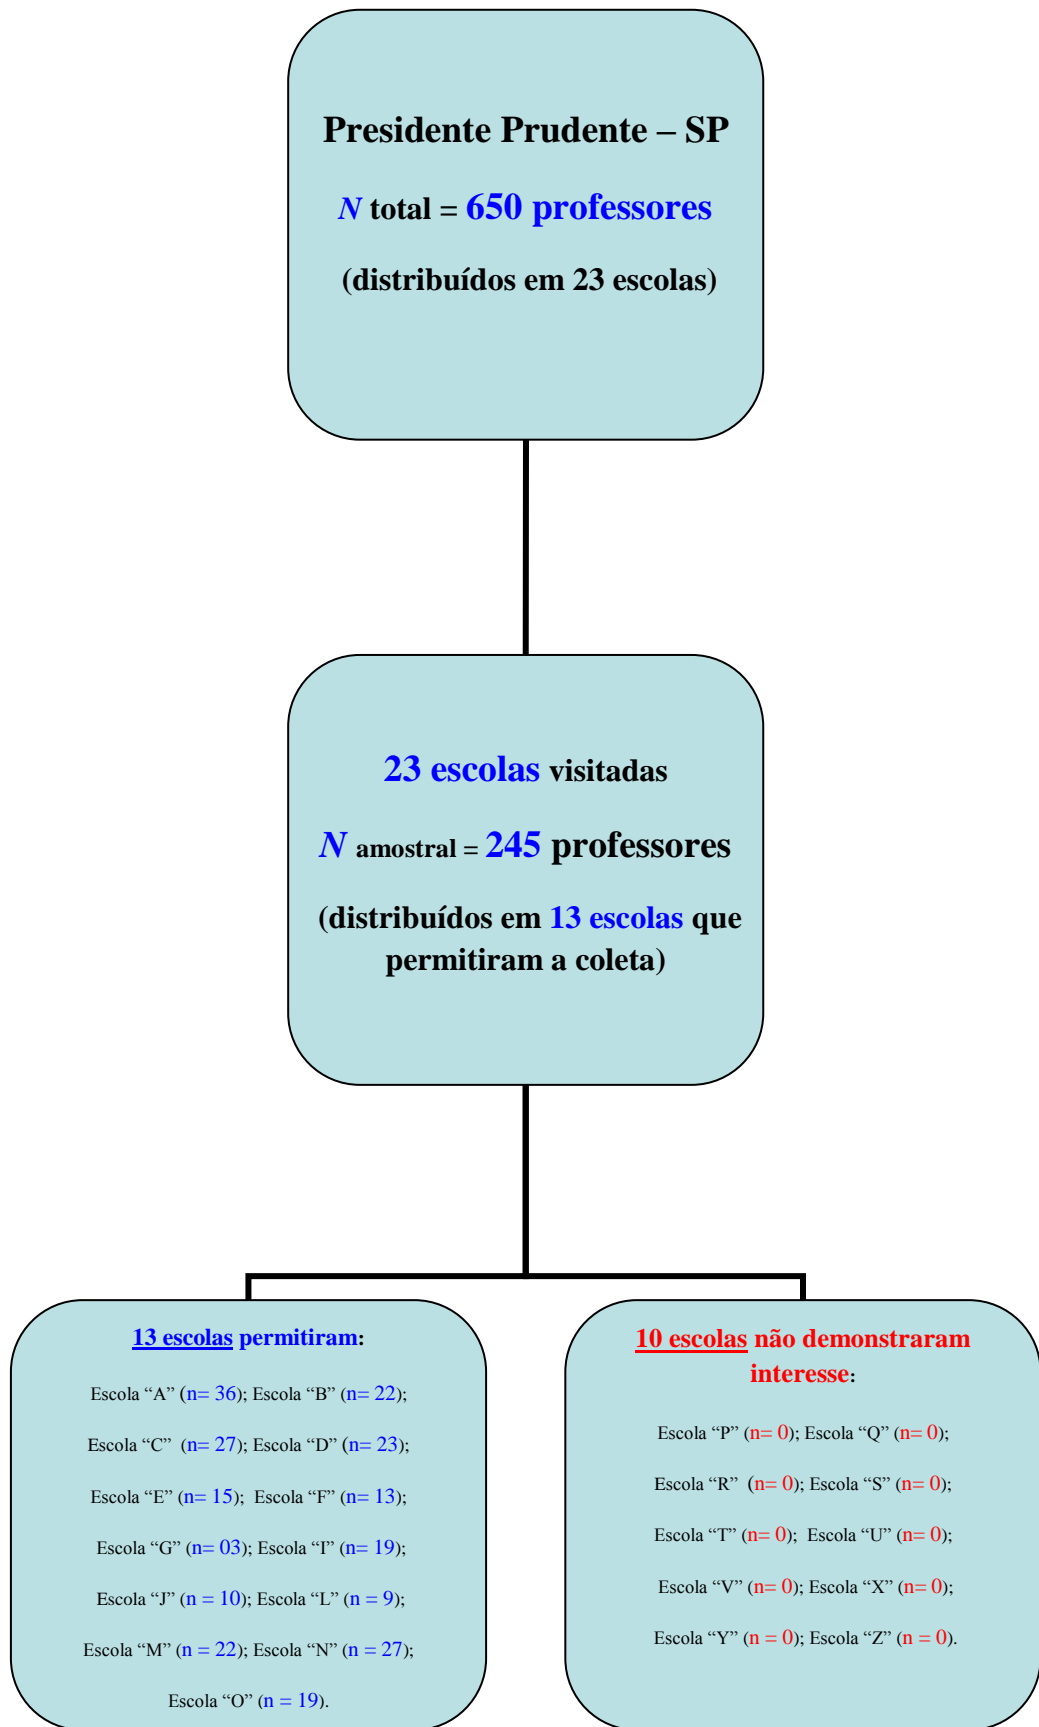 Presidente Prudente – SP
N total = 650 professores
(distribuídos em 23 escolas)
23 escolas visitadas
N amostral = 245 professores
(distribuídos em 13 escolas que
permitiram a coleta)
13 escolas permitiram:
Escola “A” (n= 36); Escola “B” (n= 22);
Escola “C” (n= 27); Escola “D” (n= 23);
Escola “E” (n= 15); Escola “F” (n= 13);
Escola “G” (n= 03); Escola “I” (n= 19);
Escola “J” (n = 10); Escola “L” (n = 9);
Escola “M” (n = 22); Escola “N” (n = 27);
Escola “O” (n = 19).
10 escolas não demonstraram
interesse:
Escola “P” (n= 0); Escola “Q” (n= 0);
Escola “R” (n= 0); Escola “S” (n= 0);
Escola “T” (n= 0); Escola “U” (n= 0);
Escola “V” (n= 0); Escola “X” (n= 0);
Escola “Y” (n = 0); Escola “Z” (n = 0).